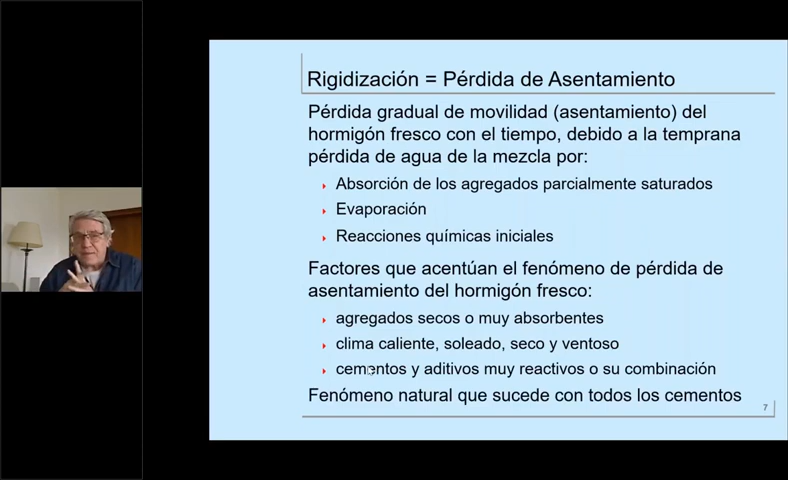 Rigidización = Pérdida de Asentamiento
Pérdida gradual de movilidad (asentamiento) del
hormigón fresco con el tiempo, debido a la temprana
pérdida de agua de la mezcla por:
Absorción de los agregados parcialmente saturados
Evaporación
Reacciones químicas iniciales
Factores que acentúan el fenómeno de pérdida de
asentamiento del hormigón fresco:
agregados secos o muy absorbentes
clima caliente, soleado, seco y ventoso
cementos y aditivos muy reactivos o su combinación
Fenómeno natural que sucede con todos los cementos
7